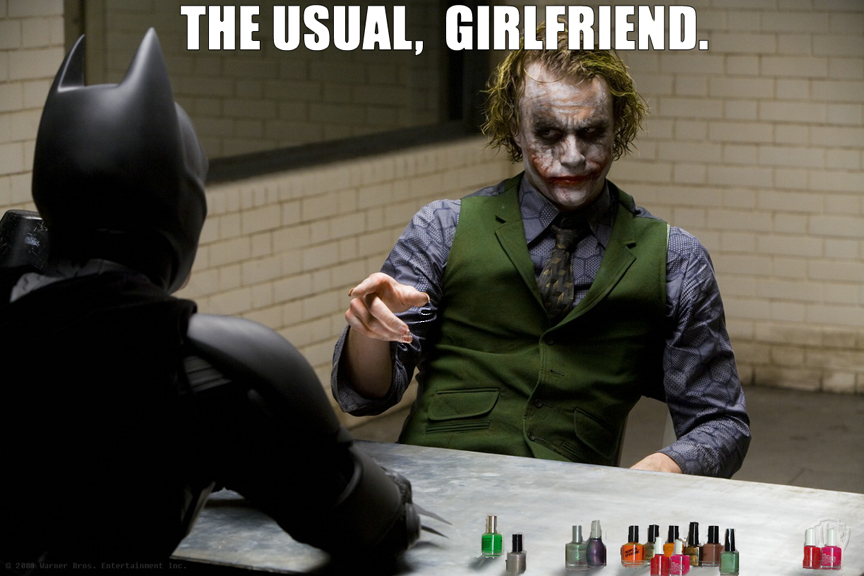 THE USUAL, GIRLFRIEND.
© 2008 Warner Bros. Entertainment Inc.